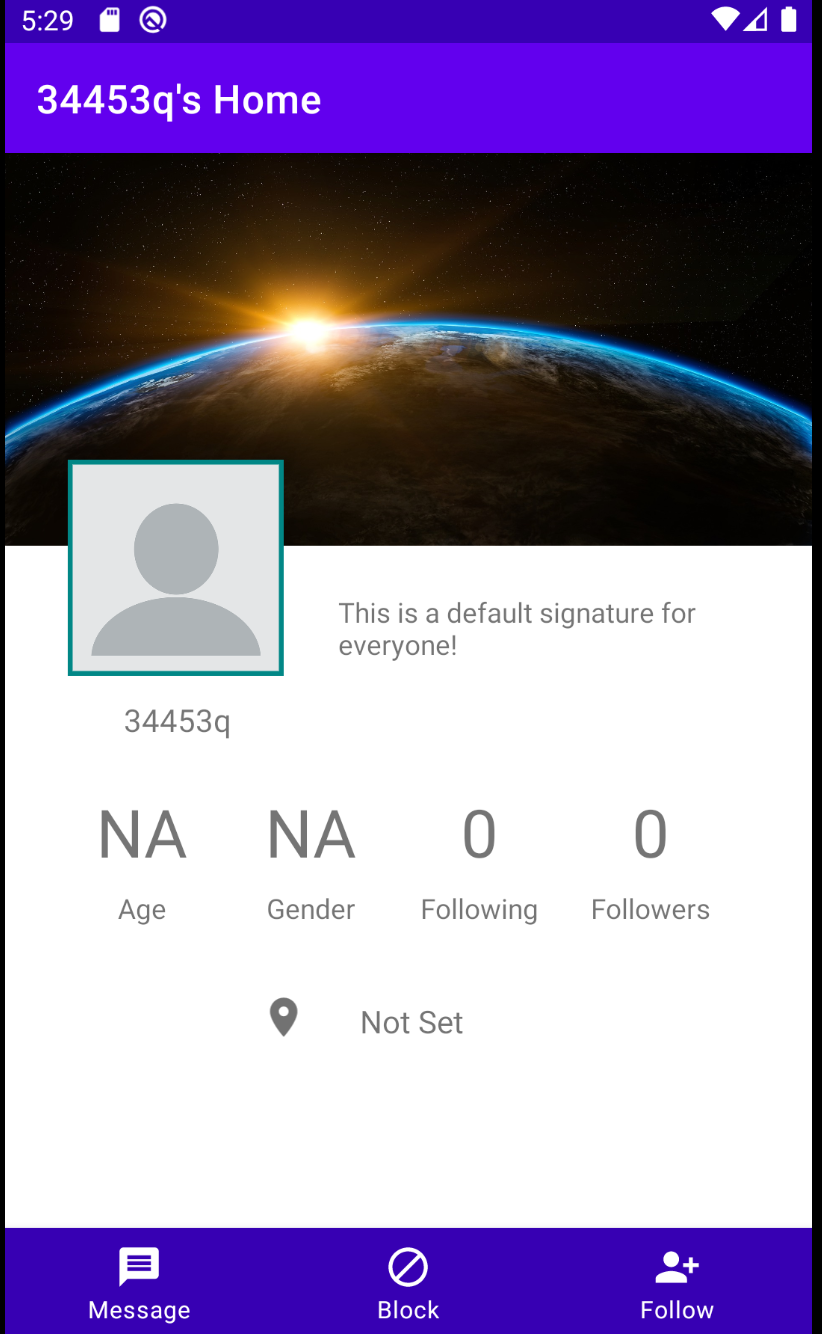 5:29
34453q's Home
This is a default signature for
everyone!
34453q
NA NA 0 0
Age Gender Following Followers
Not Set
Message Block Follow